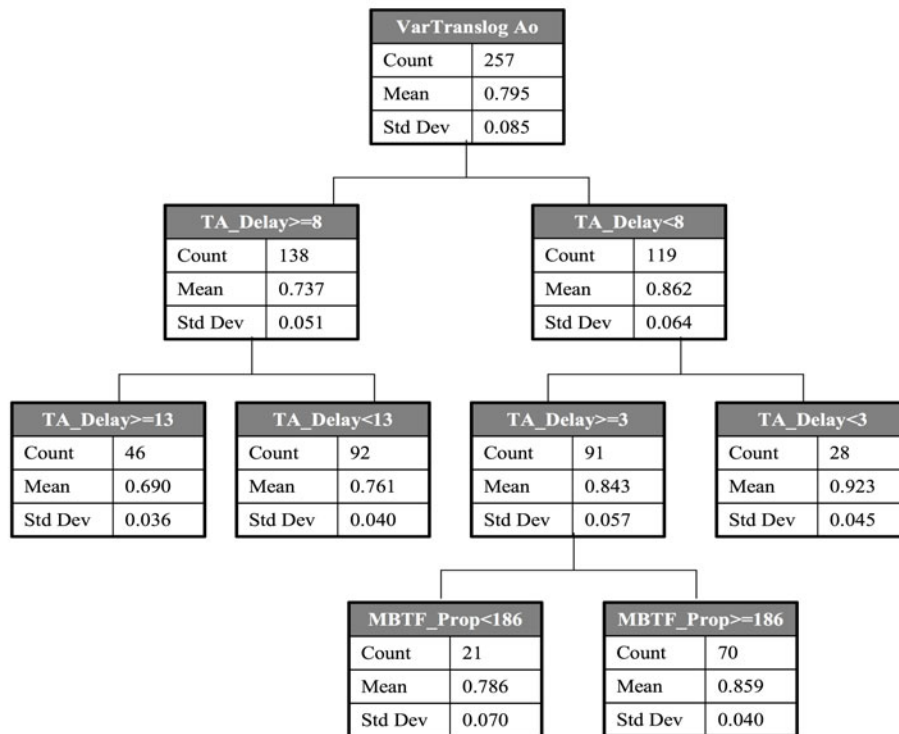 VarTranslog Ao
Count 257
Mean 0.795
Std Dev 0.085
TA_Delay>=8
Count 138
Mean 0.737
Std Dev 0.051
TA_Delay<8
Count 119
Mean 0.862
Std Dev 0.064
TA_Delay>=13
Count 46
Mean 0.690
Std Dev 0.036
TA_Delay<13
Count 92
Mean 0.761
Std Dev 0.040
TA_Delay>=3
Count 91
Mean 0.843
Std Dev 0.057
TA_Delay<3
Count 28
Mean 0.923
Std Dev 0.045
MBTF_Prop<186
Count 21
Mean 0.786
Std Dev 0.070
MBTF_Prop>=186
Count 70
Mean 0.859
Std Dev 0.040